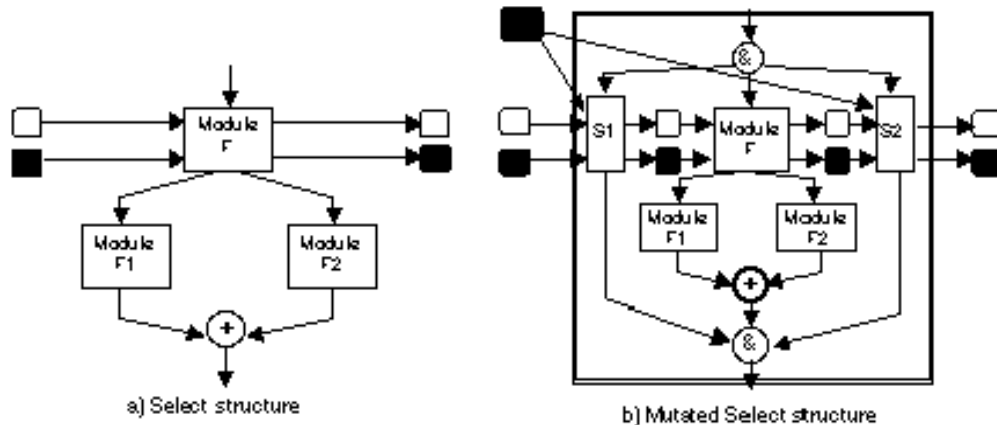 &
Module
F
S1
Module
F
S2
Module
F1
Module
F2
Module
F1
Module
F2
+
+
&
a) Select structure
b) Mutated Select structure